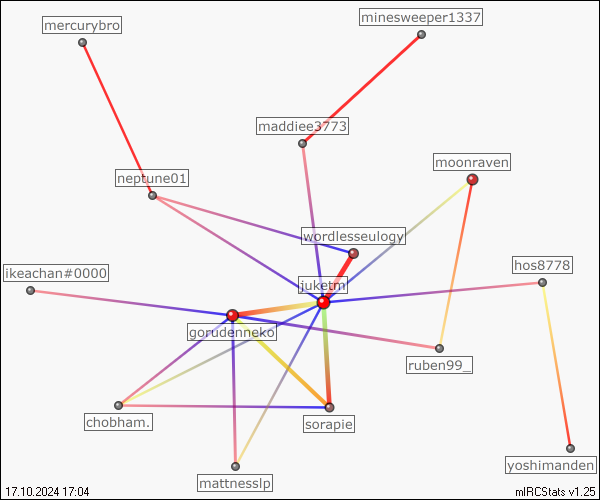 minesweeper1337
mercurybro
maddiee3773
moonraven
neptune01
wordlesseulogy
hos8778
ikeachan#0000
juketm
gorudenneko
ruben99_
chobham.
sorapie
yoshimanden
mattnesslp
17.10.2024 17:04
mIRCStats v1.25